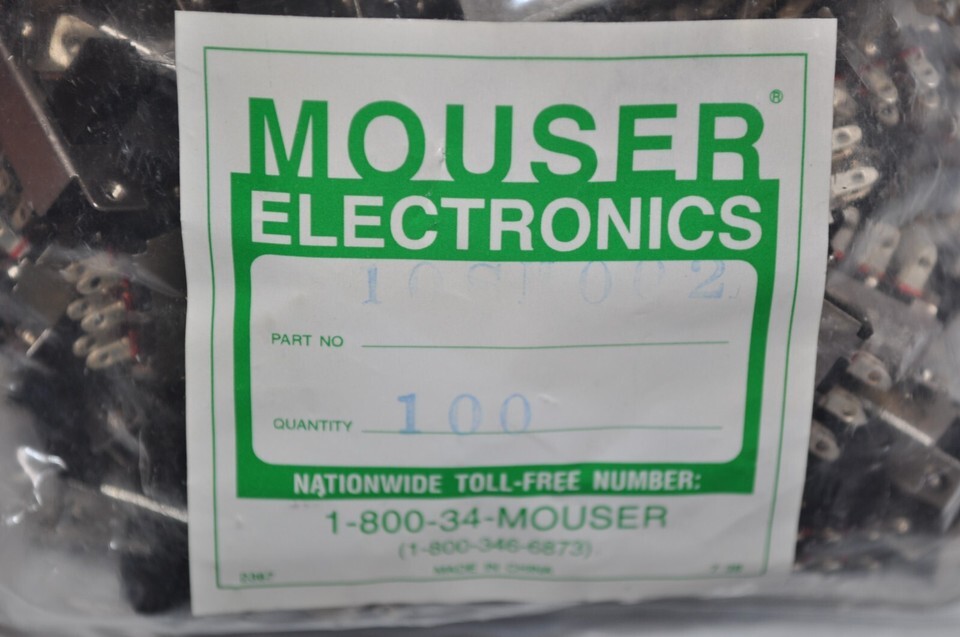 MOUSER®
ELECTRONICS
10SP002
PART NO
QUANTITY 100
NATIONWIDE TOLL-FREE NUMBER:
1-800-34-MOUSER
(1-800-346-6873)
MADE IN CHINA